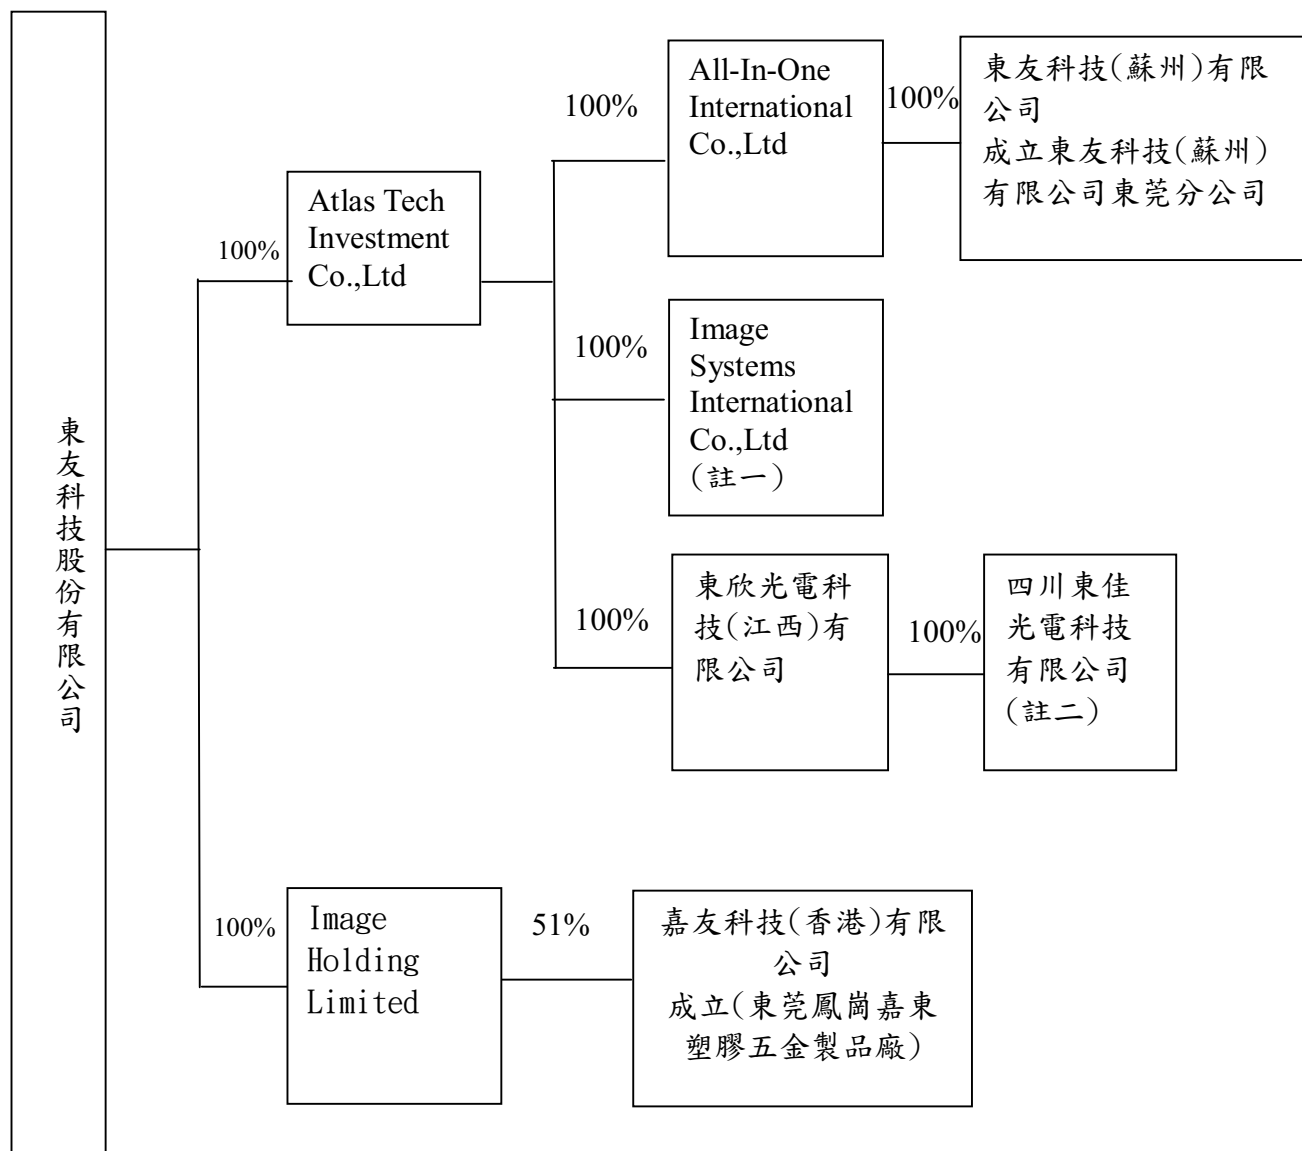 東友科技股份有限公司
100%
Atlas Tech
Investment
Co.,Ltd
100%
All-In-One
International
Co.,Ltd
100%
東友科技(蘇州)有限
公司
成立東友科技(蘇州)
有限公司東莞分公司
100%
Image
Systems
International
Co.,Ltd
(註一)
100%
東欣光電科
技(江西)有
限公司
100%
四川東佳
光電科技
有限公司
(註二)
100%
Image
Holding
Limited
51%
嘉友科技(香港)有限
公司
成立(東莞鳳崗嘉東
塑膠五金製品廠)